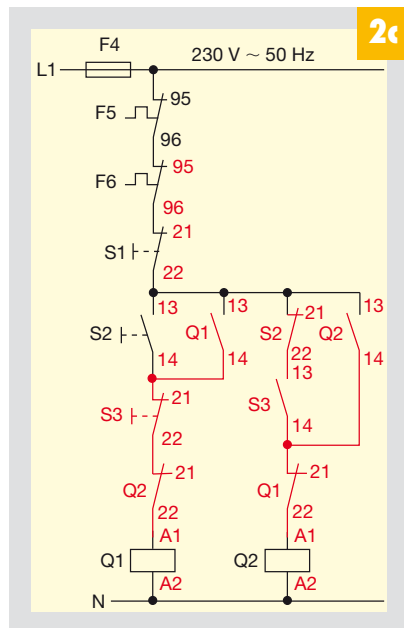 2c
F4
L1 230 V ~ 50 Hz
95
F5
96
95
F6
96
21
S1
22
13 13 21 13
S2 Q1 S2 Q2
14 14 22 14
13
21 S3
S3 14
22
21 21
Q2 Q1
22 22
A1 A1
Q1 Q2
A2 A2
N